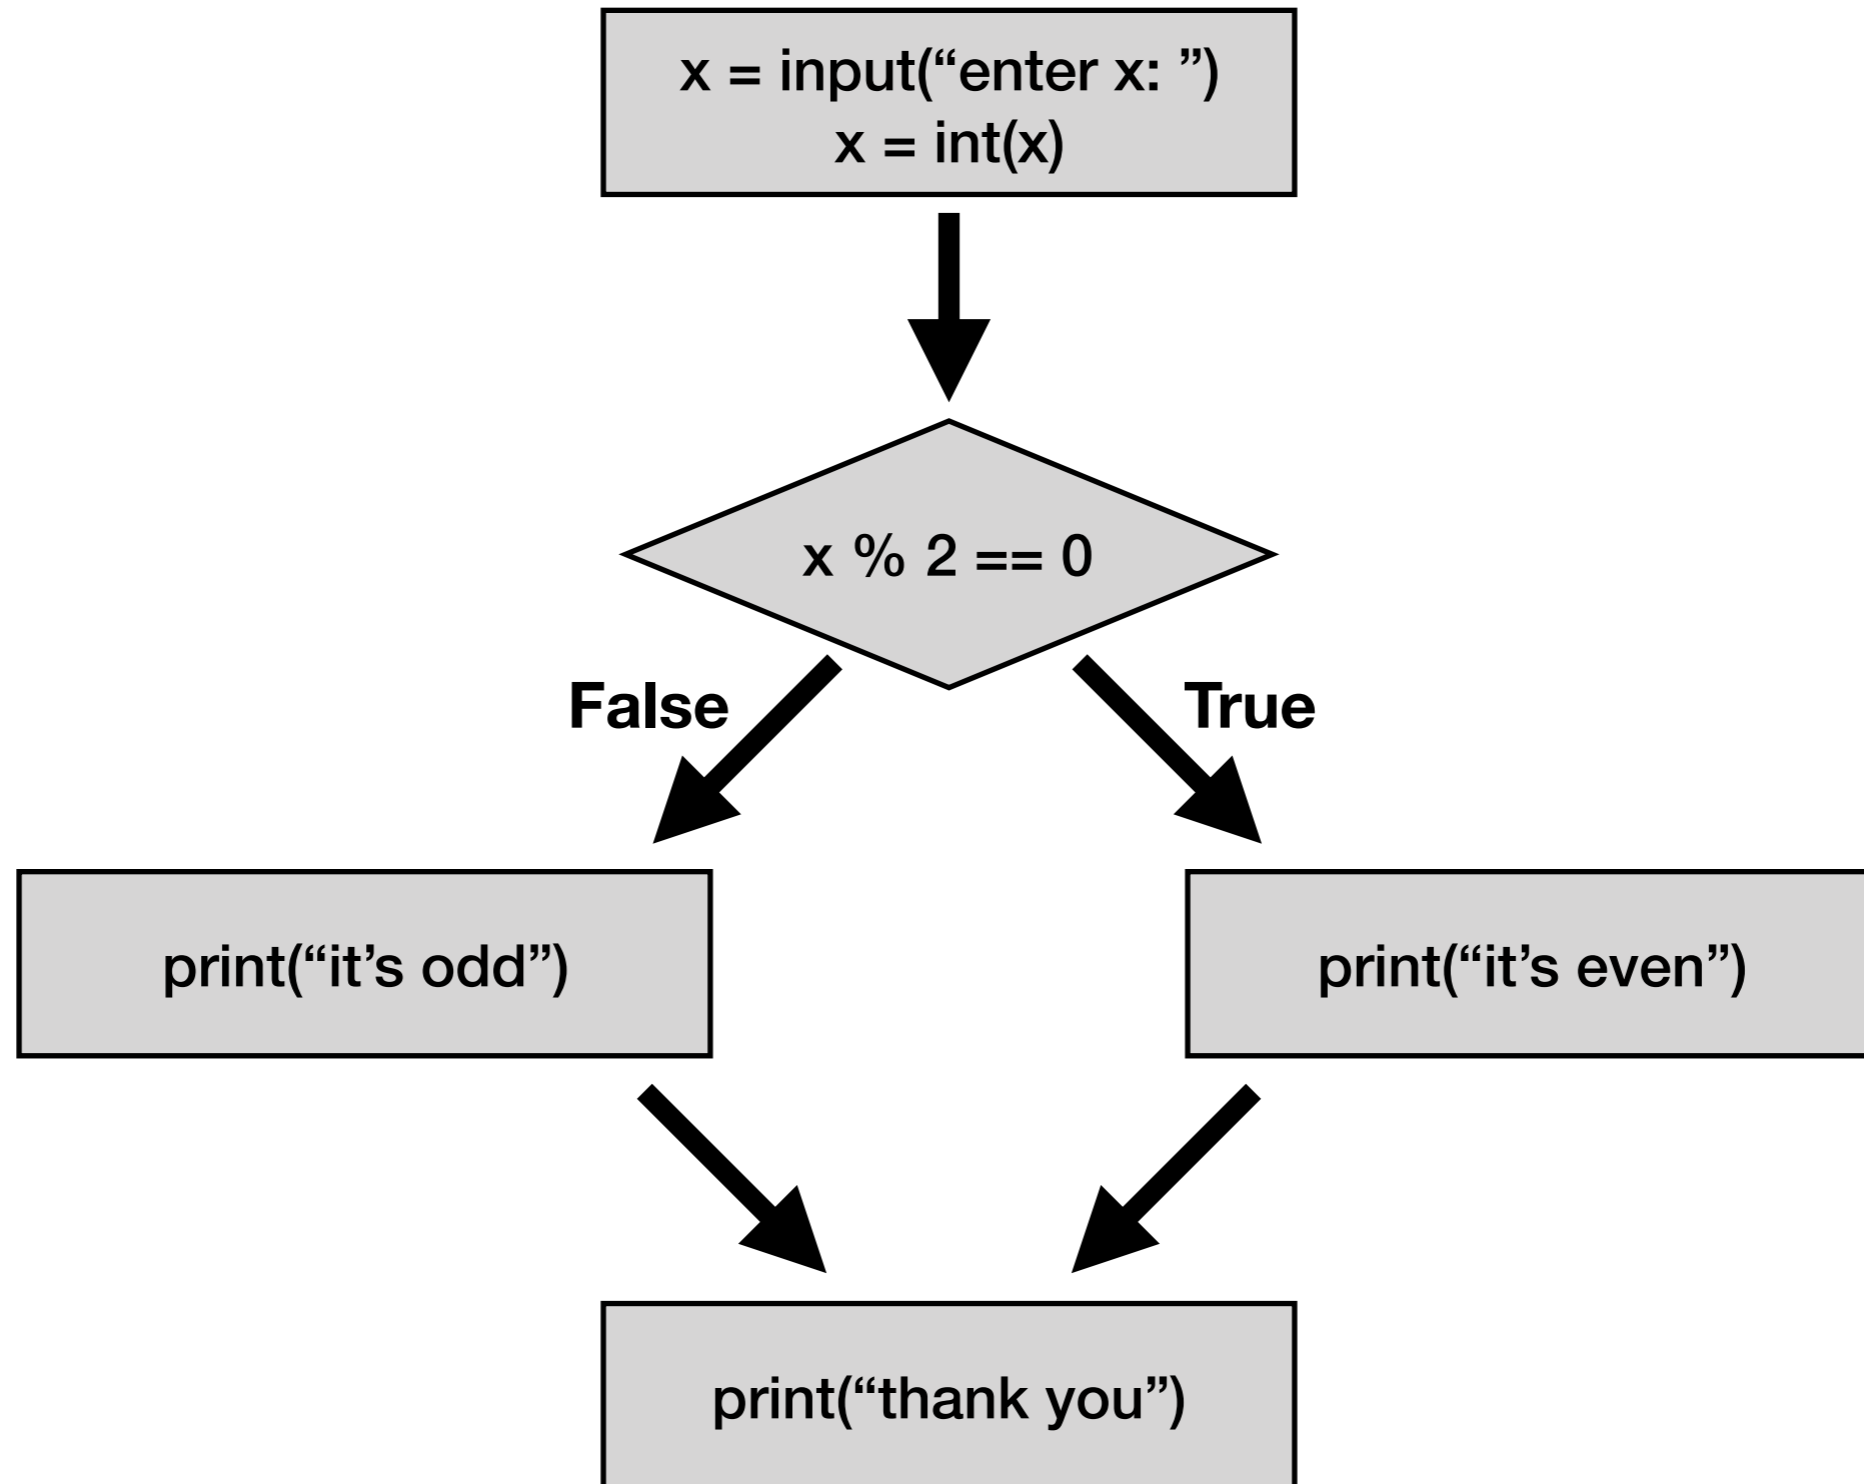 x = input(“enter x: ”)
x = int(x)
x % 2 == 0
False
True
print(“it’s odd”)
print(“it’s even”)
print(“thank you”)